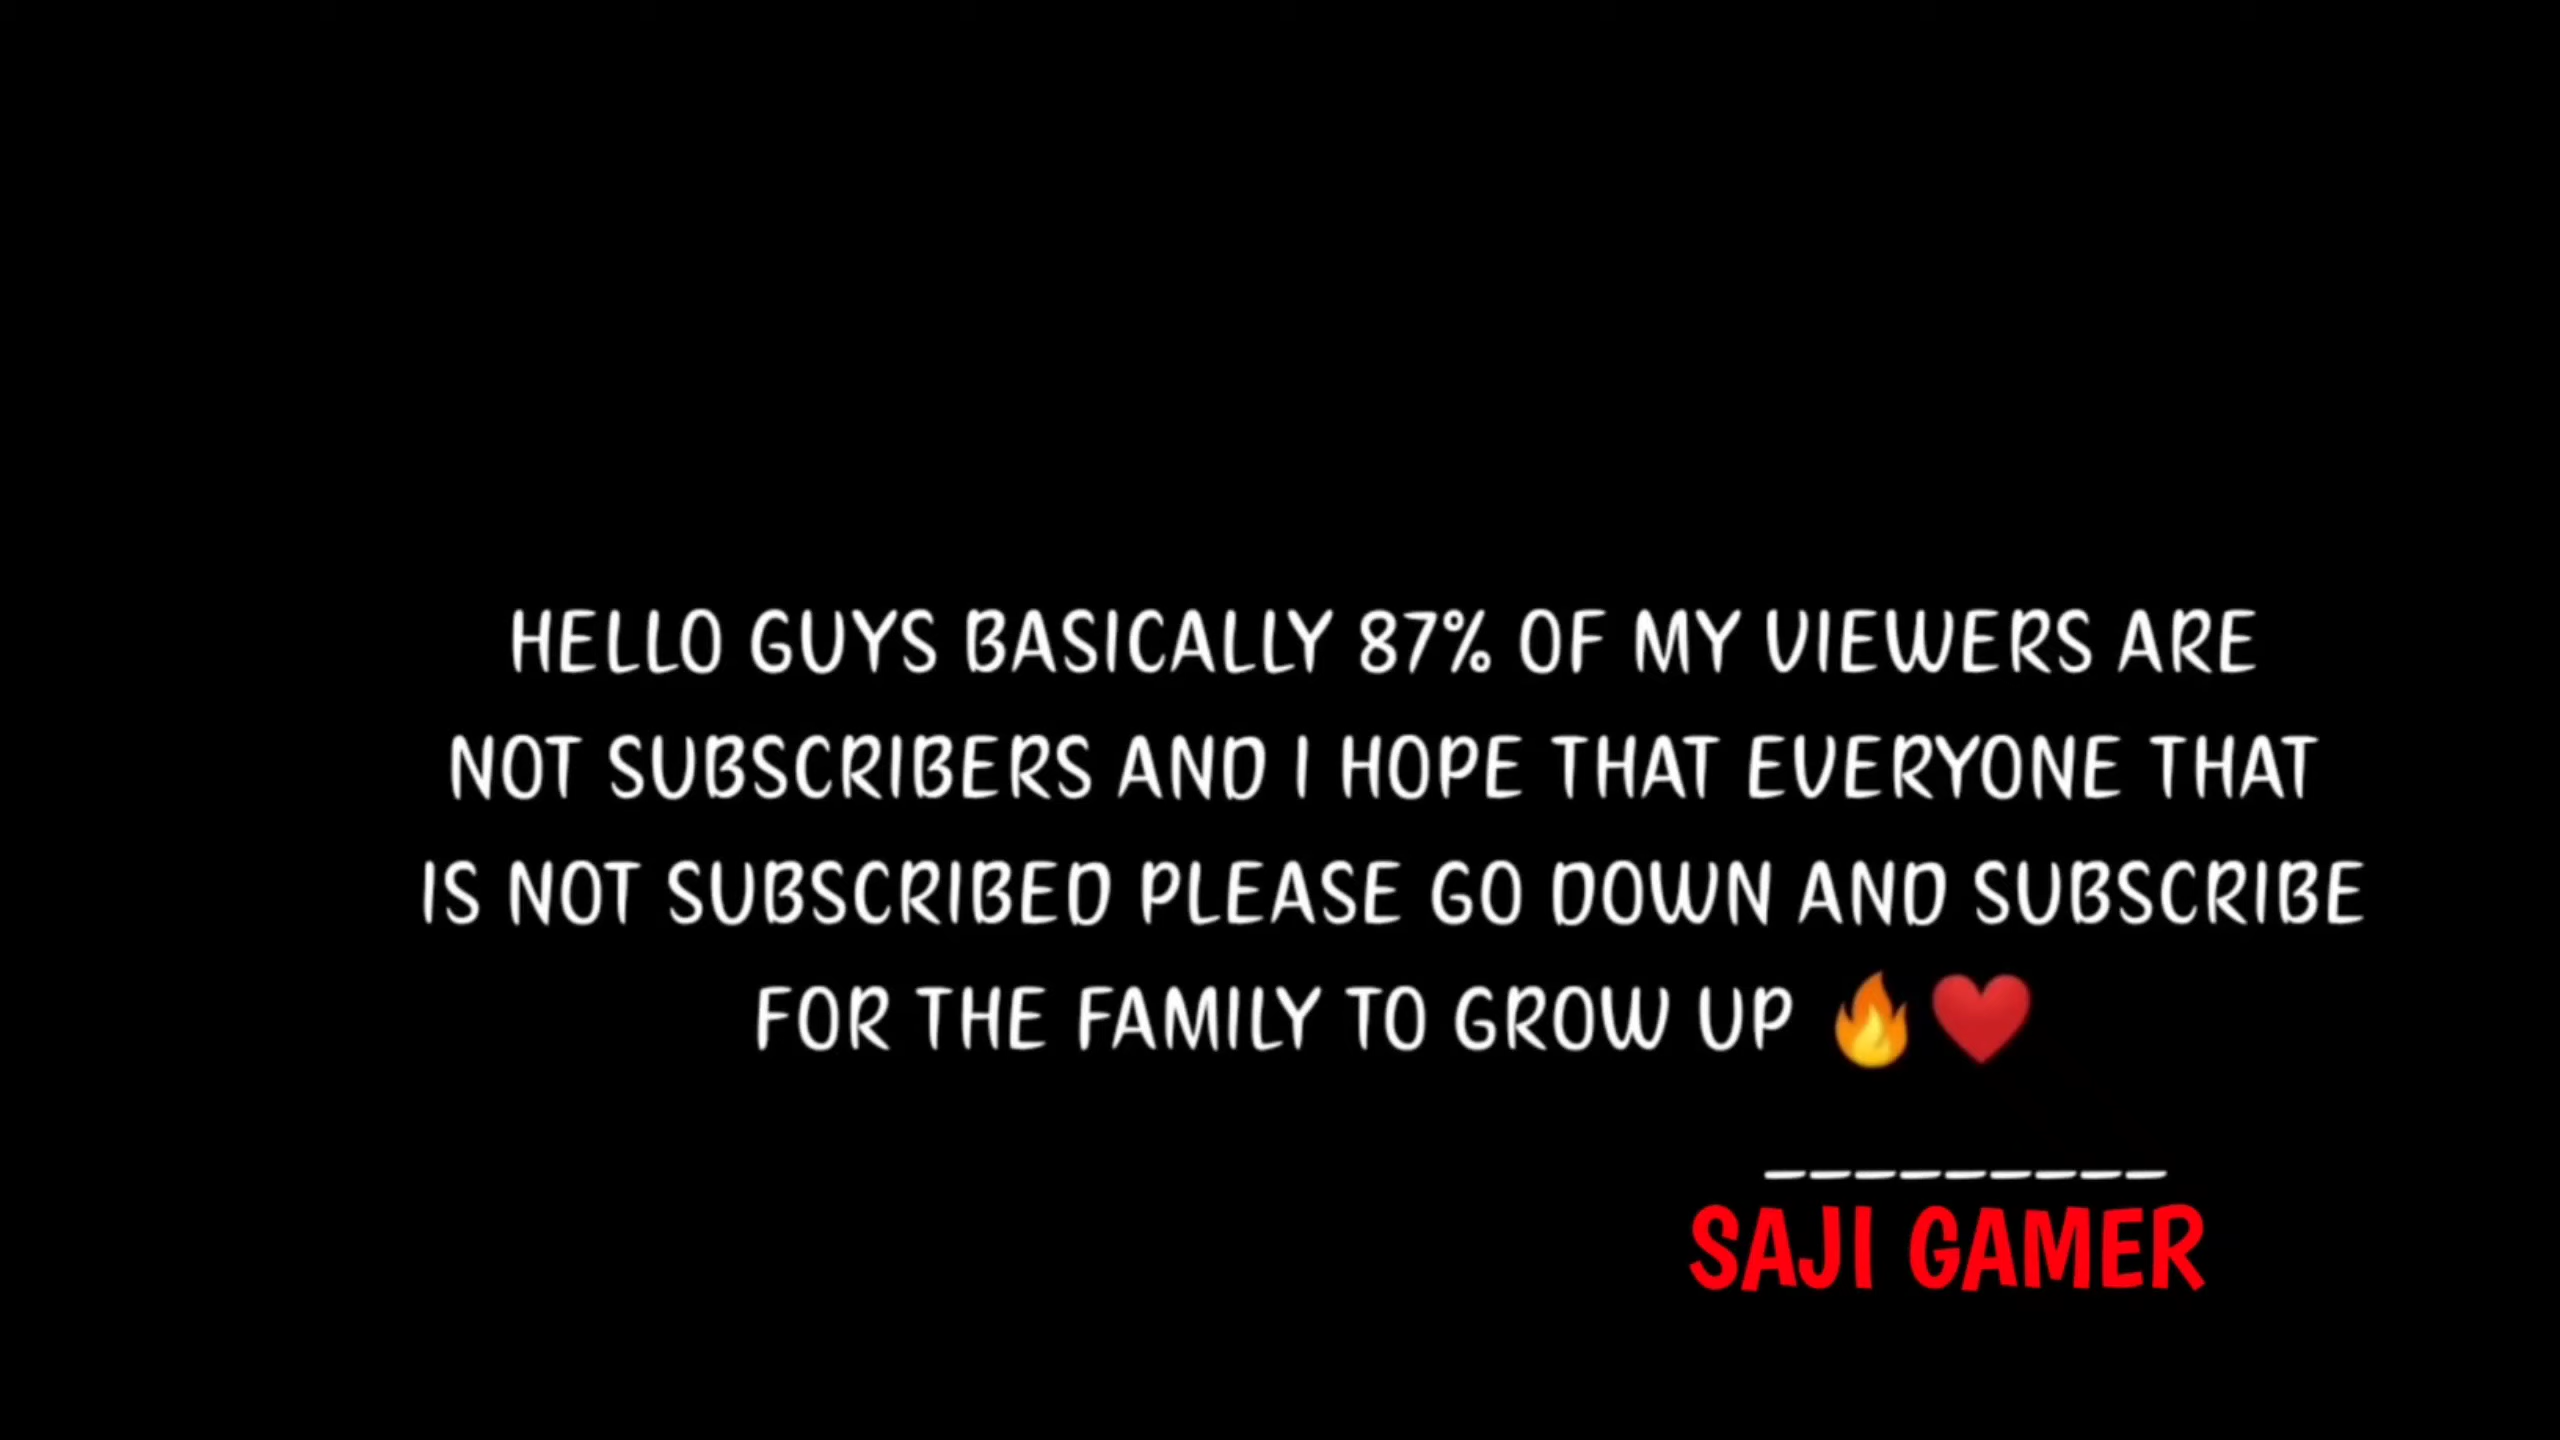 HELLO GUYS BASICALLY 87% OF MY VIEWERS ARE
NOT SUBSCRIBERS AND I HOPE THAT EVERYONE THAT
IS NOT SUBSCRIBED PLEASE GO DOWN AND SUBSCRIBE
FOR THE FAMILY TO GROW UP 🔥❤️
_________
SAJI GAMER